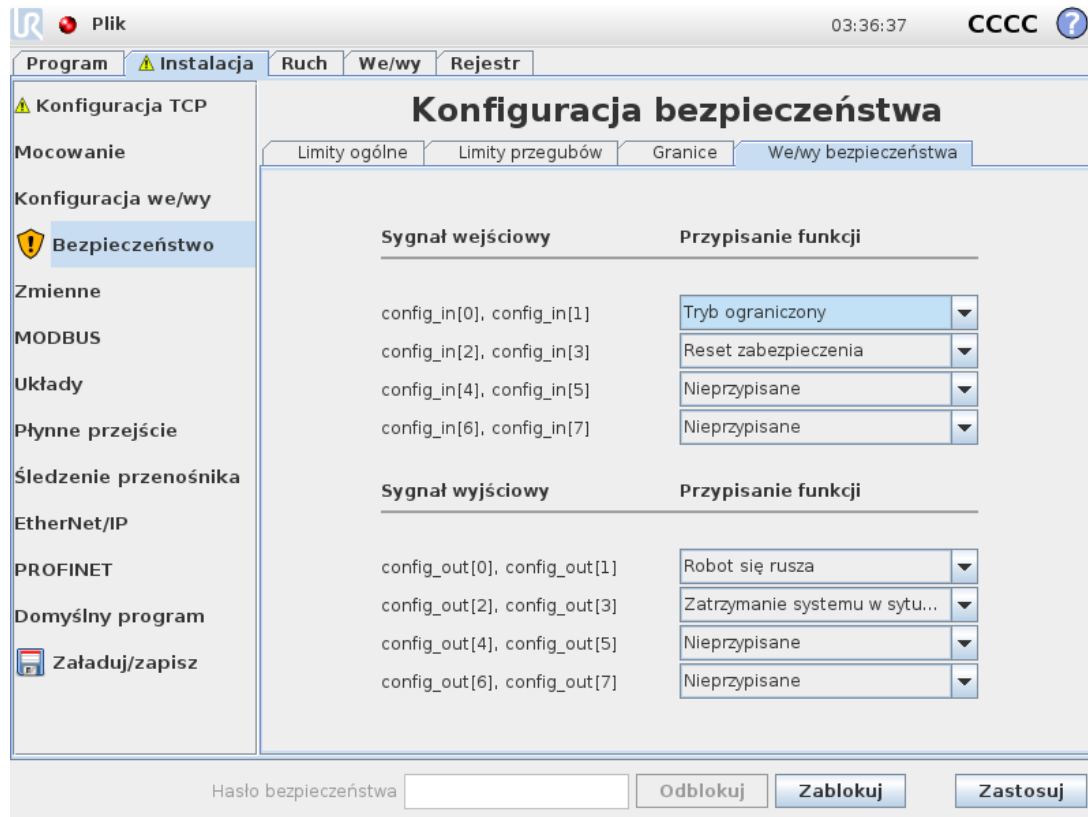 UR Plik 03:36:37 CCCC ?
Program Instalacja Ruch We/wy Rejestr
Konfiguracja TCP
Mocowanie
Konfiguracja we/wy
Bezpieczeństwo
Zmienne
MODBUS
Układy
Płynne przejście
Śledzenie przenośnika
EtherNet/IP
PROFINET
Domyślny program
Załaduj/zapisz
Konfiguracja bezpieczeństwa
Limity ogólne Limity przegubów Granice We/wy bezpieczeństwa
Sygnał wejściowy Przypisanie funkcji
config_in[0], config_in[1] Tryb ograniczony
config_in[2], config_in[3] Reset zabezpieczenia
config_in[4], config_in[5] Nieprzypisane
config_in[6], config_in[7] Nieprzypisane
Sygnał wyjściowy Przypisanie funkcji
config_out[0], config_out[1] Robot się rusza
config_out[2], config_out[3] Zatrzymanie systemu w sytu...
config_out[4], config_out[5] Nieprzypisane
config_out[6], config_out[7] Nieprzypisane
Hasło bezpieczeństwa Odblokuj Zablokuj Zastosuj